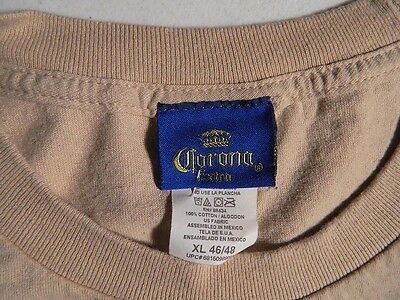 Corona®
Extra
NO USE LA PLANCHA
100% COTTON / ALGODON
US FABRIC
ASSEMBLED IN MEXICO
TELA DE E.U.A.
ENSAMBLADO EN MEXICO
XL 46/48